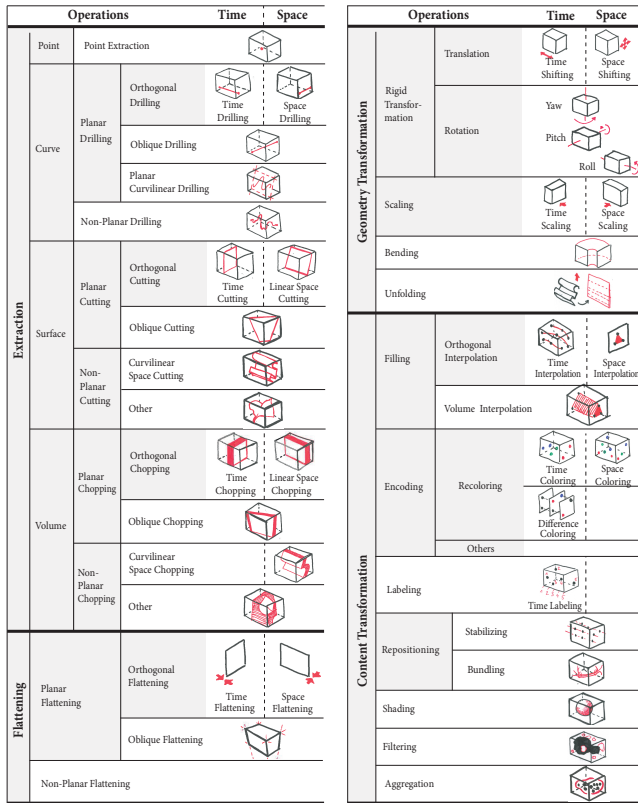 Operations Time Space
Extraction
Point
Point Extraction
Curve
Planar
Drilling
Orthogonal
Drilling
Time
Drilling
Space
Drilling
Oblique Drilling
Planar
Curvilinear Drilling
Non-Planar Drilling
Surface
Planar
Cutting
Orthogonal
Cutting
Time
Cutting
Linear Space
Cutting
Oblique Cutting
Non-
Planar
Cutting
Curvilinear
Space Cutting
Other
Volume
Planar
Chopping
Orthogonal
Chopping
Time
Chopping
Linear Space
Chopping
Oblique Chopping
Non-
Planar
Chopping
Curvilinear
Space Chopping
Other
Flattening
Planar
Flattening
Orthogonal
Flattening
Time
Flattening
Space
Flattening
Oblique Flattening
Non-Planar Flattening
Operations Time Space
Geometry Transformation
Rigid
Transfor-
mation
Translation
Time
Shifting
Space
Shifting
Rotation
Yaw
Pitch
Roll
Scaling
Time
Scaling
Space
Scaling
Bending
Unfolding
Content Transformation
Filling
Orthogonal
Interpolation
Time
Interpolation
Space
Interpolation
Volume Interpolation
Encoding
Recoloring
Time
Coloring
Space
Coloring
Difference
Coloring
Others
Labeling
Time Labeling
Repositioning
Stabilizing
Bundling
Shading
Filtering
Aggregation